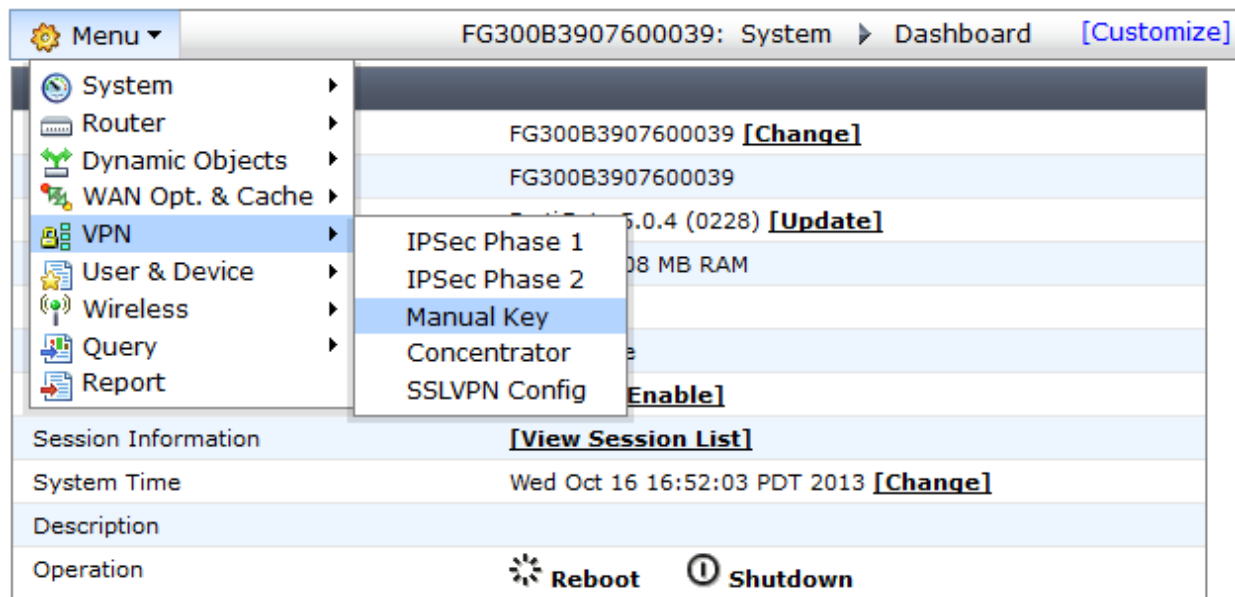 Menu ▾ FG300B3907600039: System ▶ Dashboard [Customize]
System
Router
Dynamic Objects
WAN Opt. & Cache
VPN
User & Device
Wireless
Query
Report
IPSec Phase 1
IPSec Phase 2
Manual Key
Concentrator
SSLVPN Config
FG300B3907600039 [Change]
FG300B3907600039
5.0.4 (0228) [Update]
08 MB RAM
Enable]
Session Information [View Session List]
System Time Wed Oct 16 16:52:03 PDT 2013 [Change]
Description
Operation Reboot Shutdown